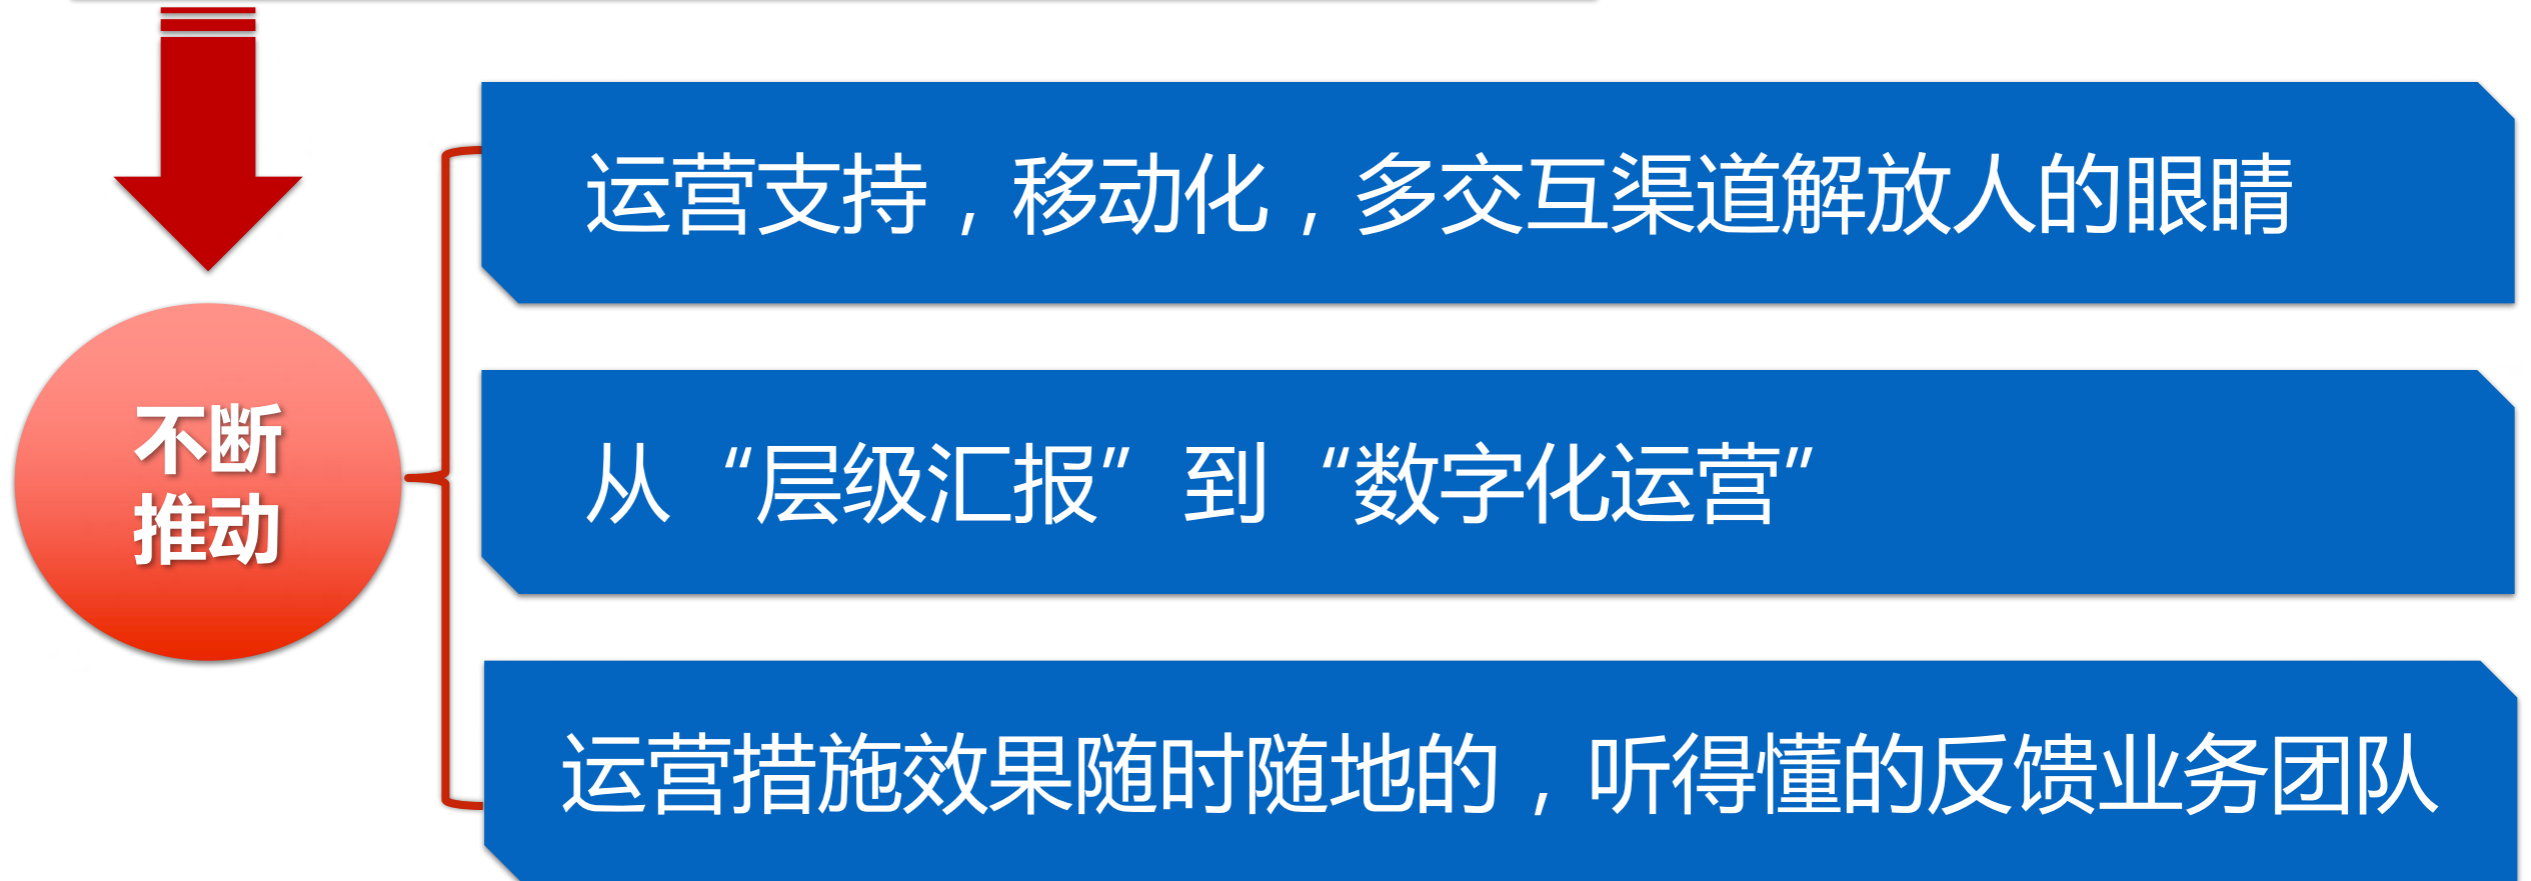 运营支持，移动化，多交互渠道解放人的眼睛
不断
推动
从“层级汇报”到“数字化运营”
运营措施效果随时随地的，听得懂的反馈业务团队